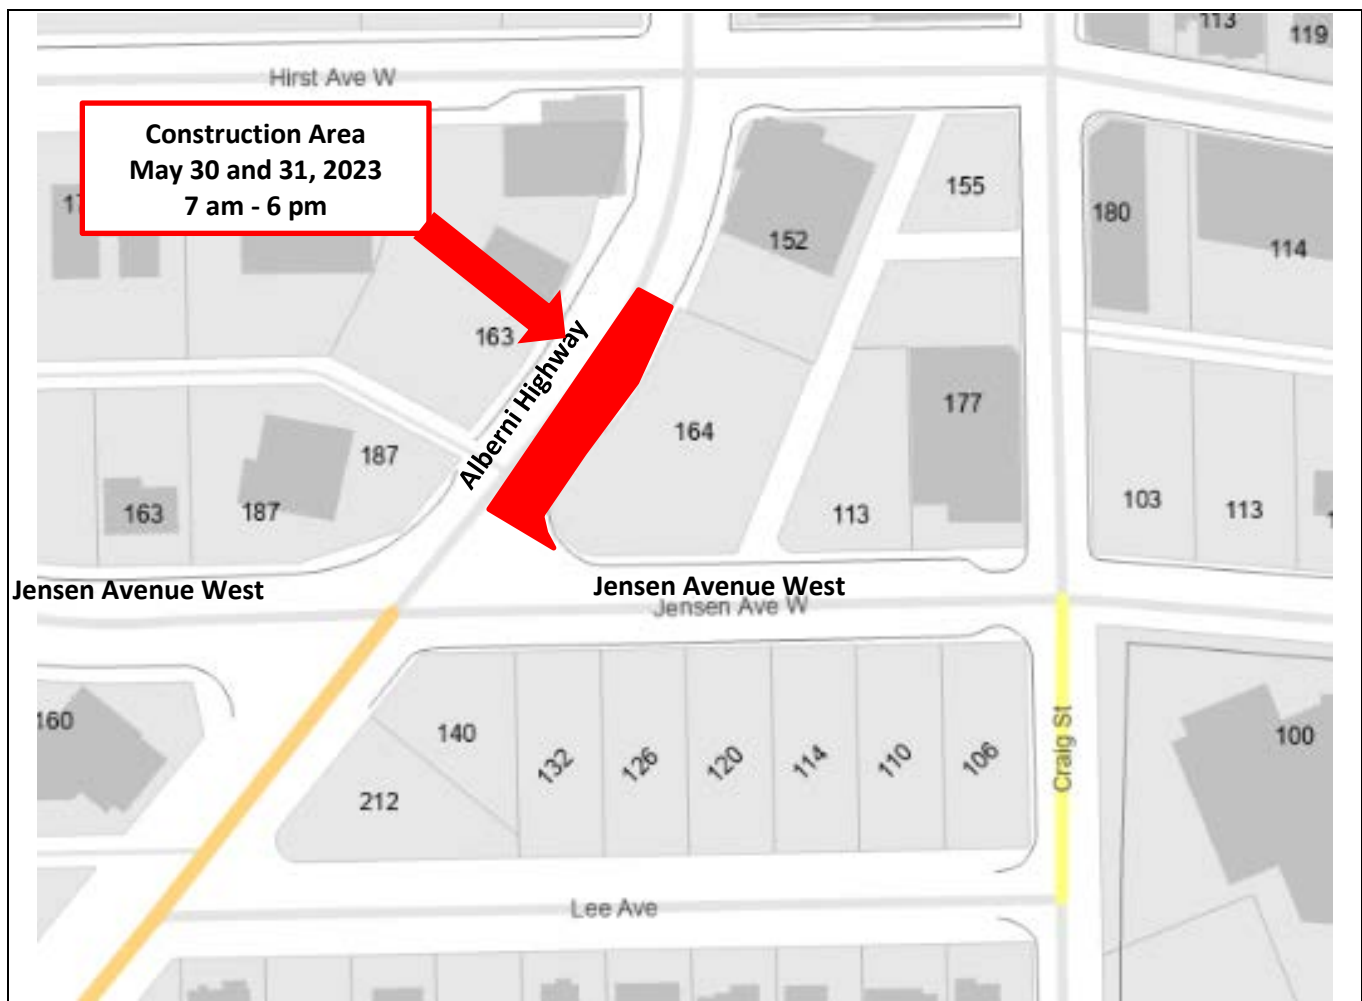 113
119
Hirst Ave W
Construction Area
May 30 and 31, 2023
7 am - 6 pm
155
180
152
114
163
Alberni Highway
177
164
187
103
163
187
113
113
Jensen Avenue West
Jensen Avenue West
Jensen Ave W
160
140
132
126
120
114
110
106
Craig St
100
212
Lee Ave